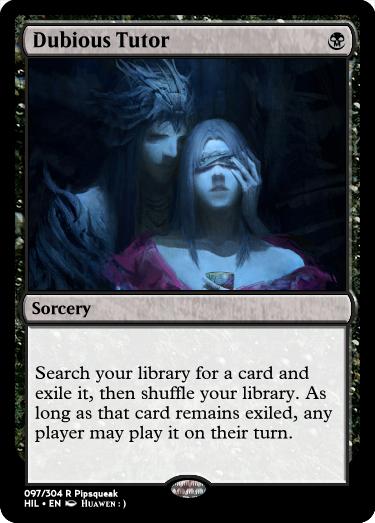 Dubious Tutor
Sorcery
Search your library for a card and
exile it, then shuffle your library. As
long as that card remains exiled, any
player may play it on their turn.
097/304 R Pipsqueak
HIL • EN Huawen :)